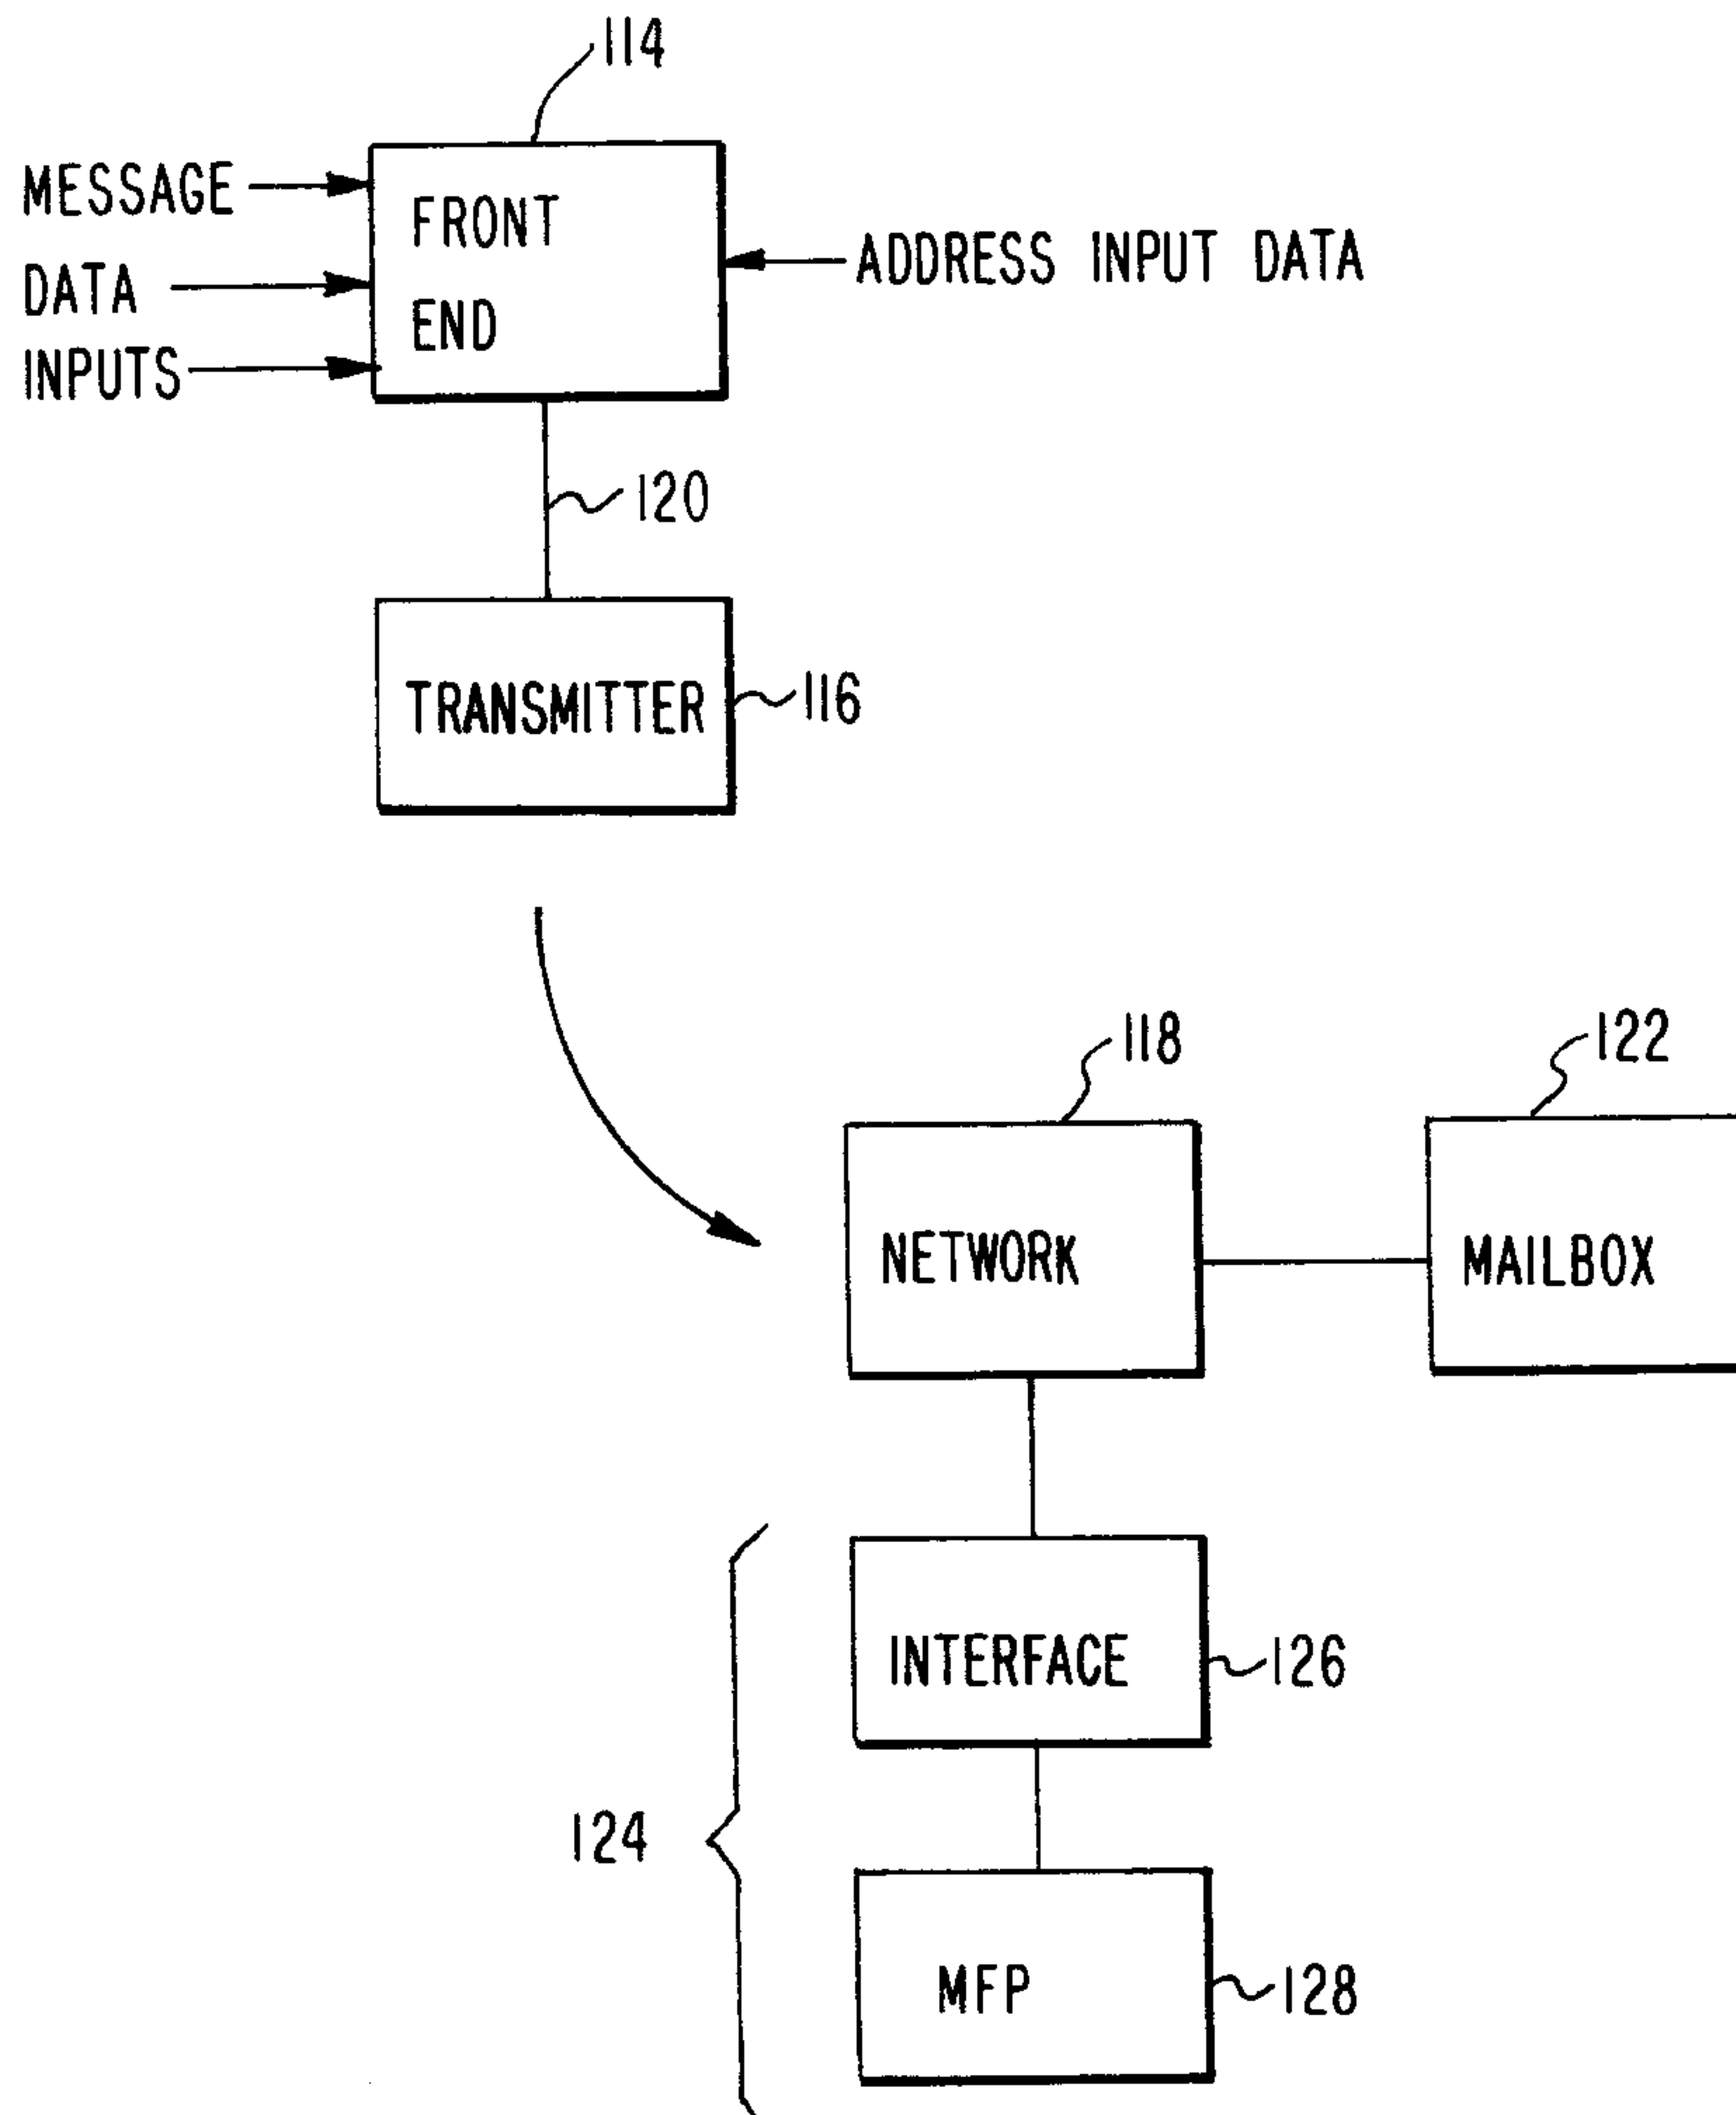 114
MESSAGE
DATA
INPUTS
FRONT
END
ADDRESS INPUT DATA
120
TRANSMITTER
116
118
122
NETWORK
MAILBOX
INTERFACE
126
124
MFP
128